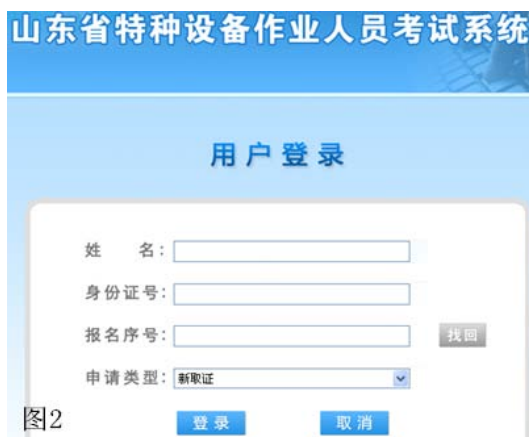 山东省特种设备作业人员考试系统
用户登录
姓 名:
身份证号:
报名序号: 找回
申请类型: 新取证
图2 登录 取消